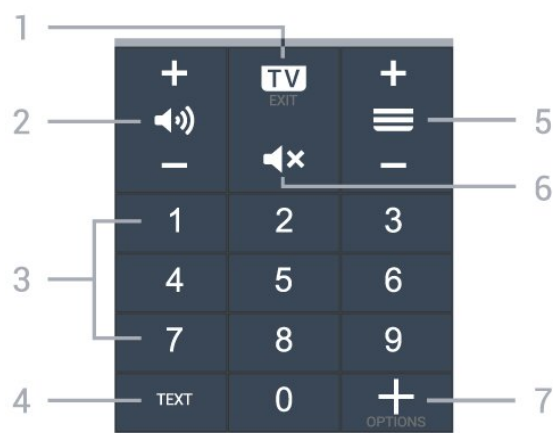 1
+ TV +
EXIT
2 5
- -
6
1 2 3
3
4 5 6
7 8 9
4 TEXT 0 + 7
OPTIONS